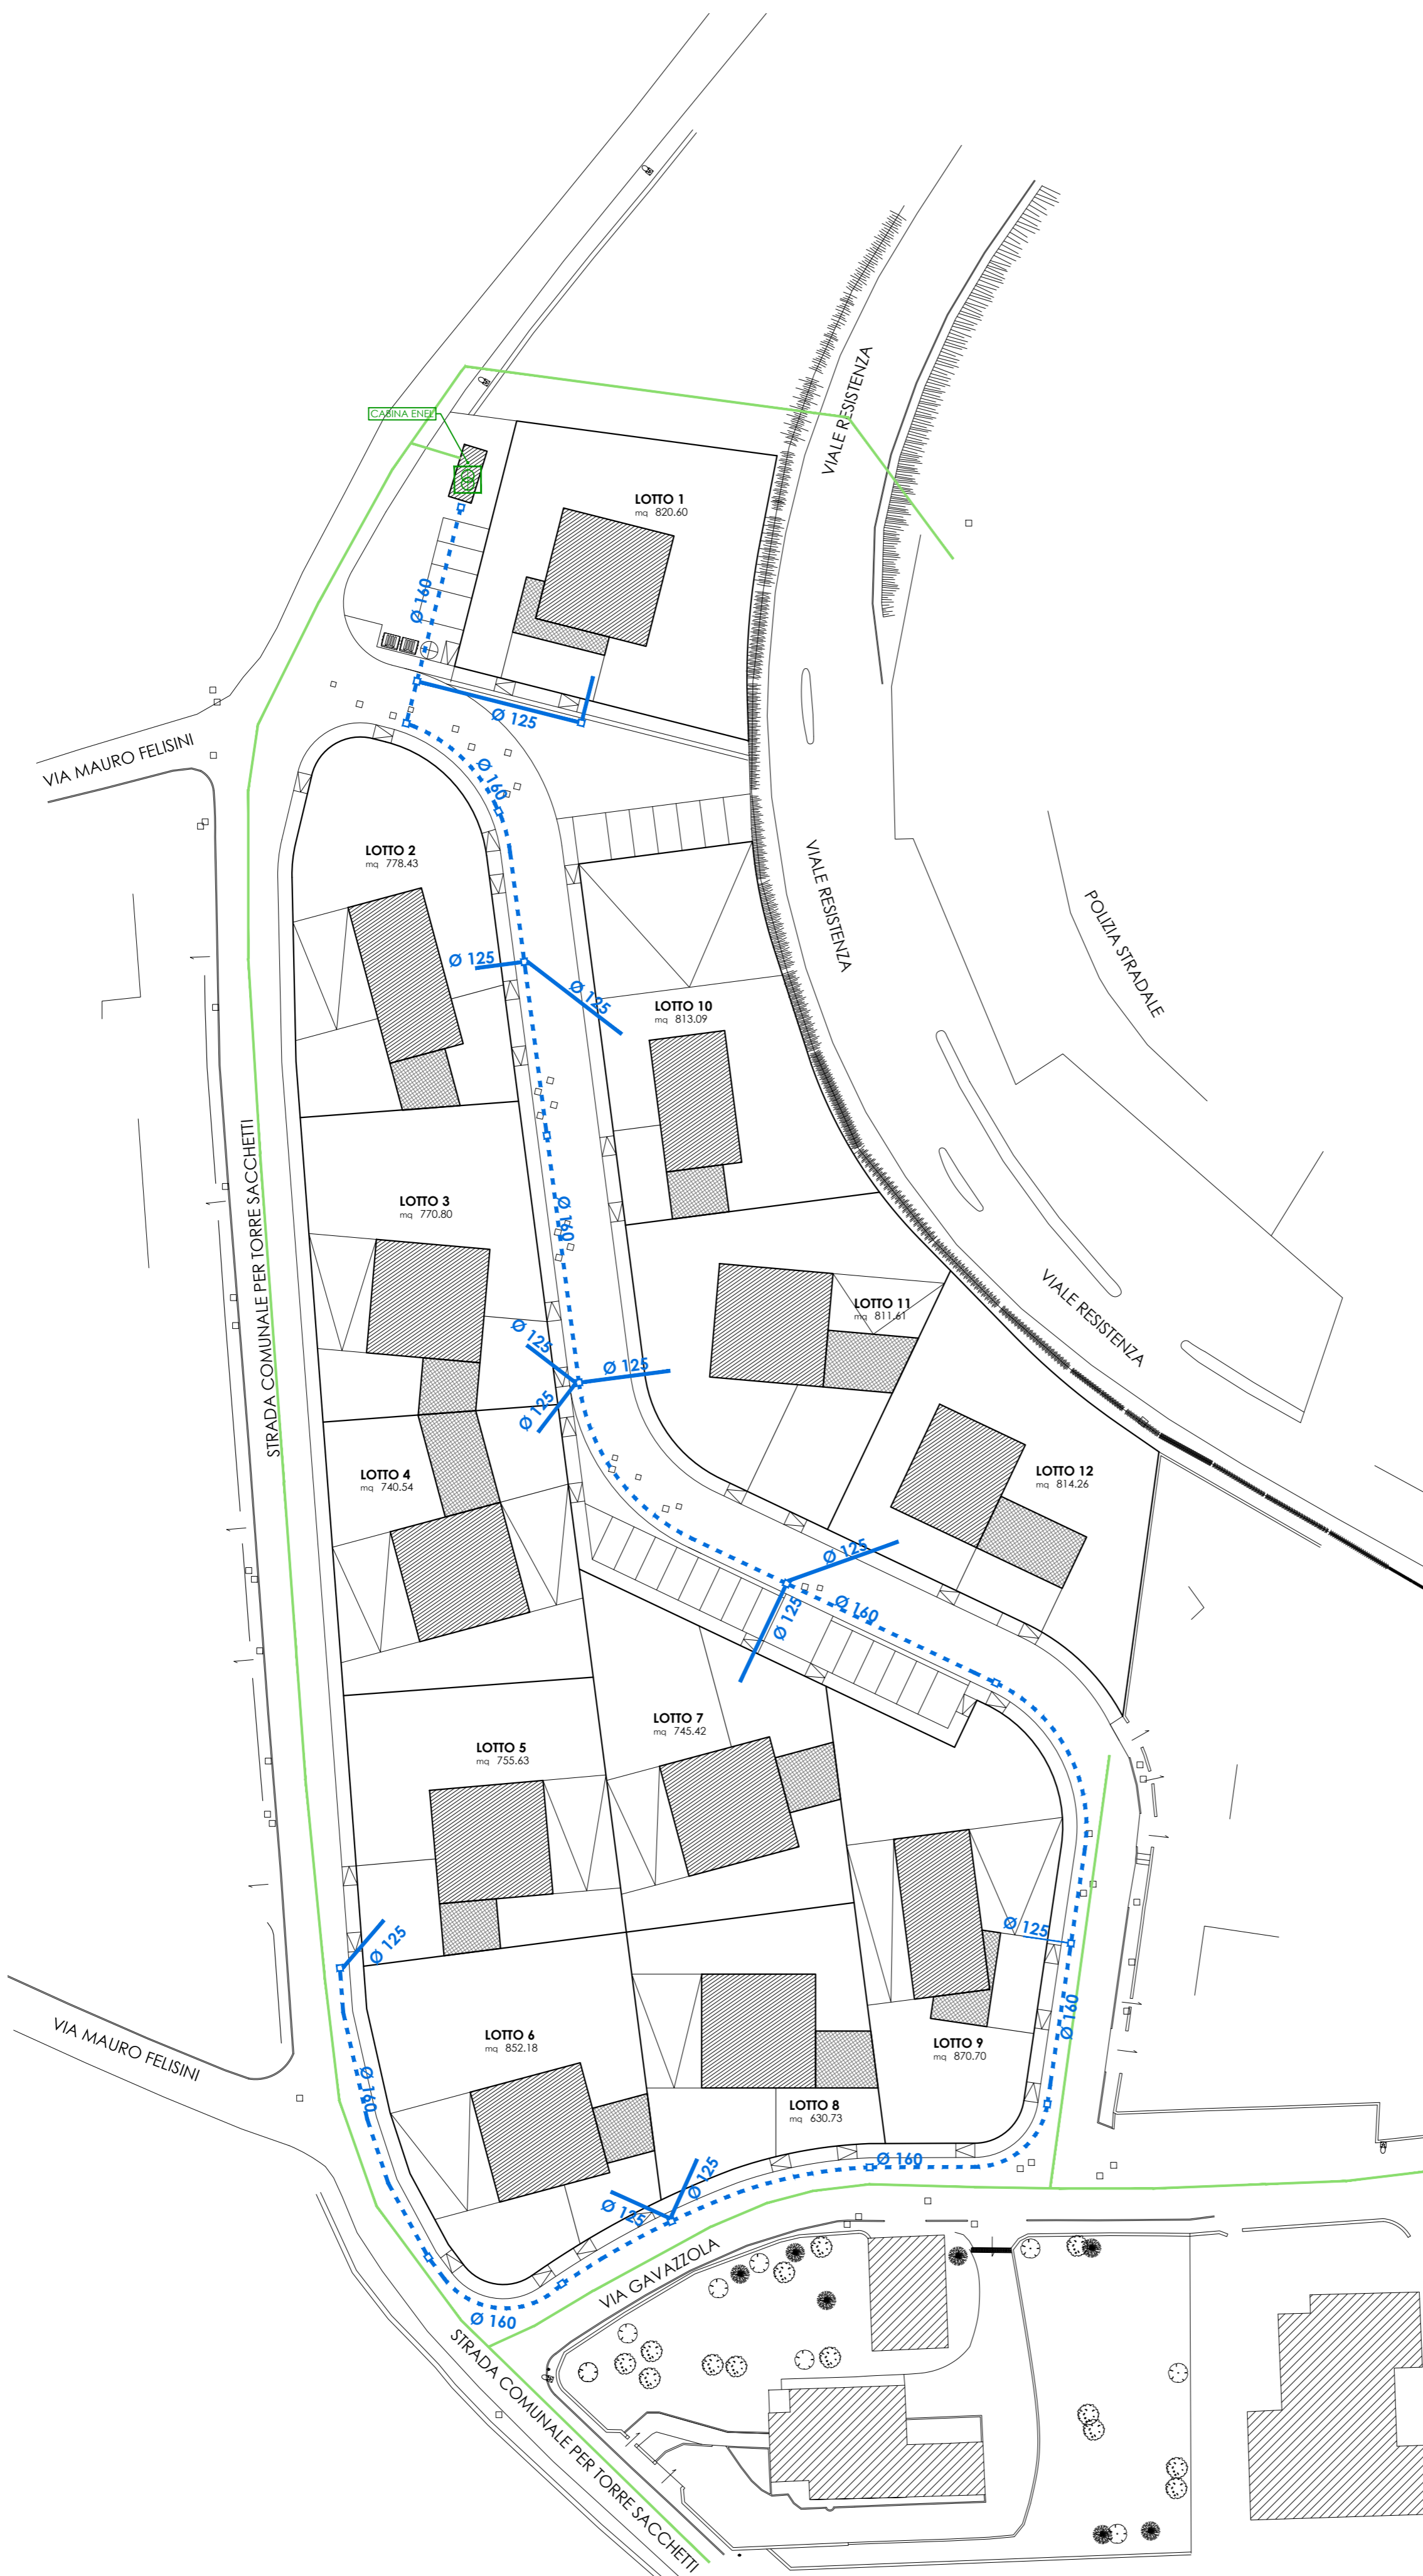 VIALE RESISTENZA
CABINA ENEL
LOTTO 1
mq 820.60
Ø 160
Ø 125
VIA MAURO FELISINI
Ø 160
LOTTO 2
mq 778.43
VIALE RESISTENZA
POLIZIA STRADALE
Ø 125
Ø 125
LOTTO 10
mq 813.09
STRADA COMUNALE PER TORRE SACCHETTI
LOTTO 3
mq 770.80
Ø 160
VIALE RESISTENZA
LOTTO 11
mq 811.61
Ø 125
Ø 125
Ø 125
LOTTO 4
mq 740.54
LOTTO 12
mq 814.26
Ø 125
Ø 125
Ø 160
LOTTO 7
mq 745.42
LOTTO 5
mq 755.63
Ø 125
Ø 125
Ø 160
VIA MAURO FELISINI
LOTTO 6
mq 852.18
LOTTO 9
mq 870.70
Ø 160
LOTTO 8
mq 630.73
Ø 160
Ø 125
Ø 125
VIA GAVAZZOLA
Ø 160
STRADA COMUNALE PER TORRE SACCHETTI